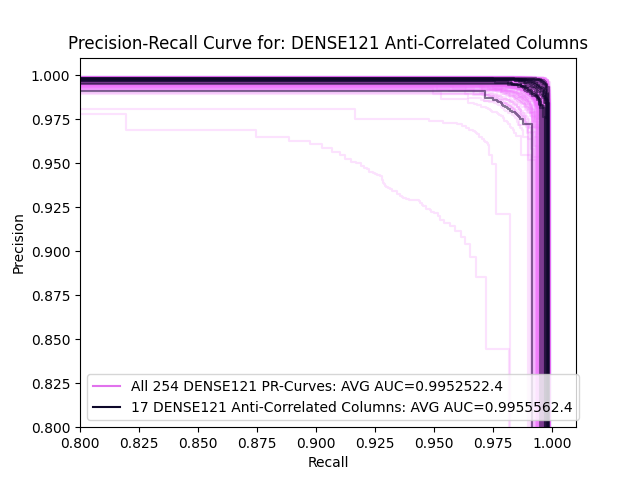 Precision-Recall Curve for: DENSE121 Anti-Correlated Columns
1.000
0.975
0.950
0.925
0.900
0.875
0.850
0.825
0.800
Precision
All 254 DENSE121 PR-Curves: AVG AUC=0.9952522.4
17 DENSE121 Anti-Correlated Columns: AVG AUC=0.9955562.4
0.800 0.825 0.850 0.875 0.900 0.925 0.950 0.975 1.000
Recall